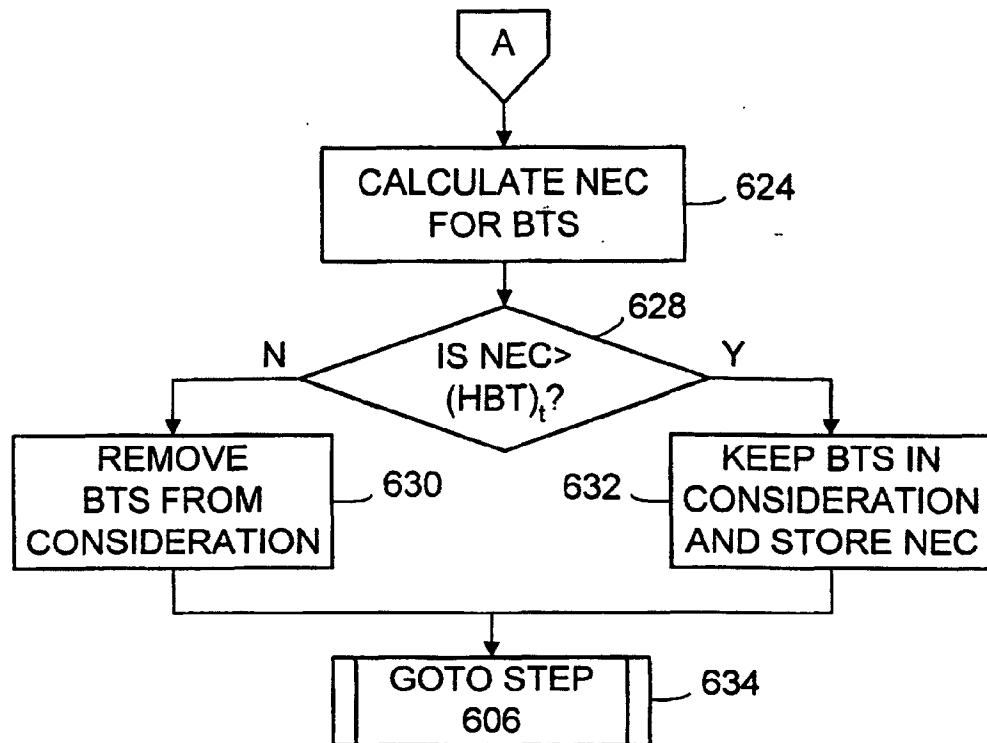 A
CALCULATE NEC
FOR BTS
624
628
N
IS NEC>
(HBT)t?
Y
REMOVE
BTS FROM
CONSIDERATION
630
632
KEEP BTS IN
CONSIDERATION
AND STORE NEC
GOTO STEP
606
634